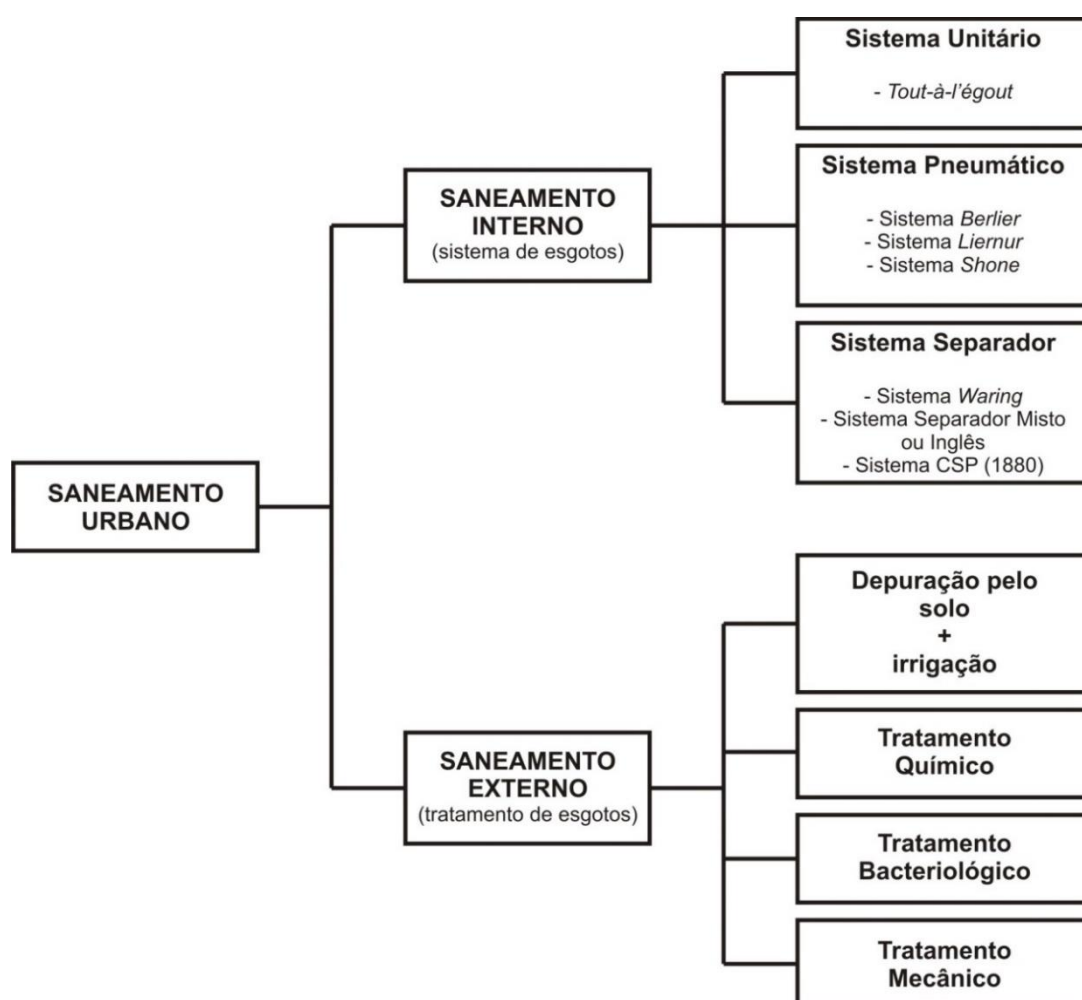 SANEAMENTO
URBANO
SANEAMENTO
INTERNO
(sistema de esgotos)
Sistema Unitário
- Tout-à-l'égout
Sistema Pneumático
- Sistema Berlier
- Sistema Liernur
- Sistema Shone
Sistema Separador
- Sistema Waring
- Sistema Separador Misto
ou Inglês
- Sistema CSP (1880)
SANEAMENTO
EXTERNO
(tratamento de esgotos)
Depuração pelo
solo
+
irrigação
Tratamento
Químico
Tratamento
Bacteriológico
Tratamento
Mecânico